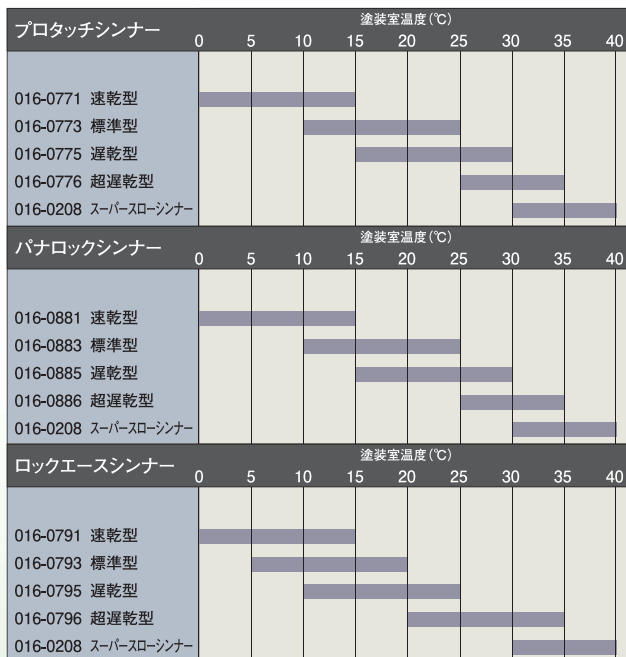 プロタッチシンナー
塗装室温度(℃)
0 5 10 15 20 25 30 35 40
016-0771 速乾型
016-0773 標準型
016-0775 遅乾型
016-0776 超遅乾型
016-0208 スーパースローシンナー
パナロックシンナー
塗装室温度(℃)
0 5 10 15 20 25 30 35 40
016-0881 速乾型
016-0883 標準型
016-0885 遅乾型
016-0886 超遅乾型
016-0208 スーパースローシンナー
ロックエースシンナー
塗装室温度(℃)
0 5 10 15 20 25 30 35 40
016-0791 速乾型
016-0793 標準型
016-0795 遅乾型
016-0796 超遅乾型
016-0208 スーパースローシンナー